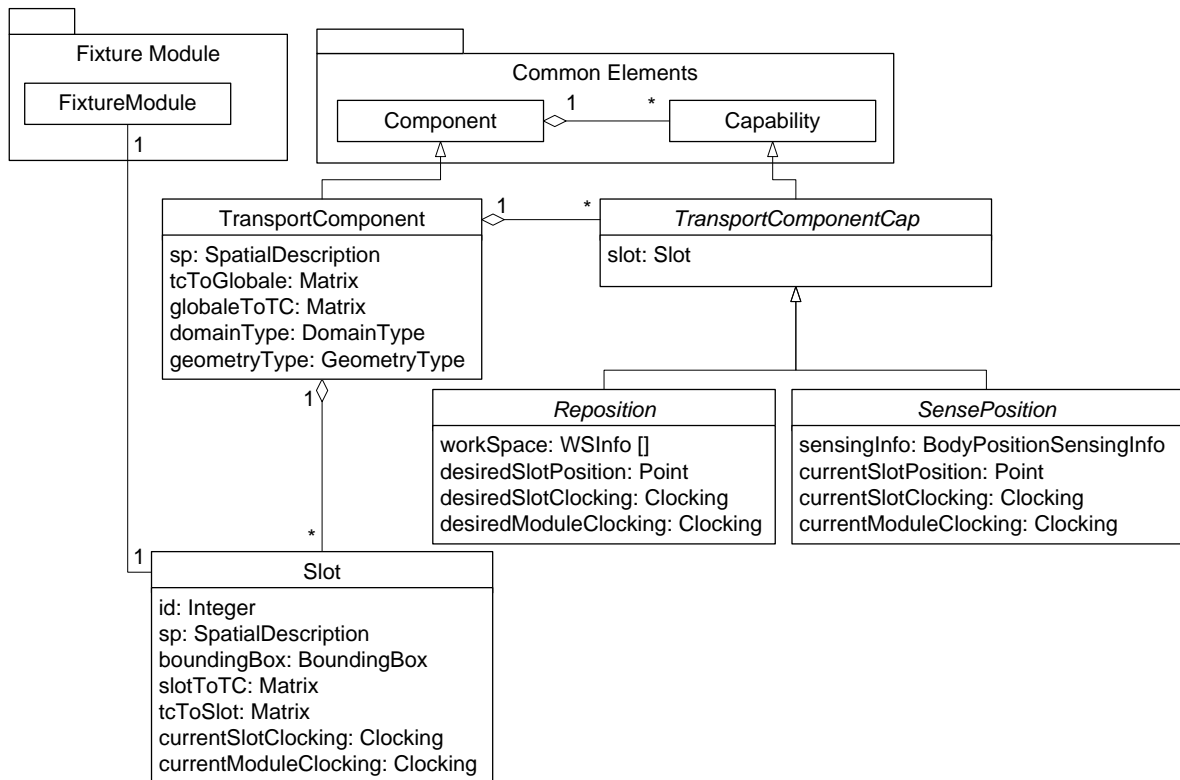 Fixture Module
FixtureModule
1
Common Elements
Component
1
*
Capability
TransportComponent
sp: SpatialDescription
tcToGlobale: Matrix
globaleToTC: Matrix
domainType: DomainType
geometryType: GeometryType
1
*
TransportComponentCap
slot: Slot
1
*
Reposition
workSpace: WSInfo []
desiredSlotPosition: Point
desiredSlotClocking: Clocking
desiredModuleClocking: Clocking
SensePosition
sensingInfo: BodyPositionSensingInfo
currentSlotPosition: Point
currentSlotClocking: Clocking
currentModuleClocking: Clocking
1
Slot
id: Integer
sp: SpatialDescription
boundingBox: BoundingBox
slotToTC: Matrix
tcToSlot: Matrix
currentSlotClocking: Clocking
currentModuleClocking: Clocking